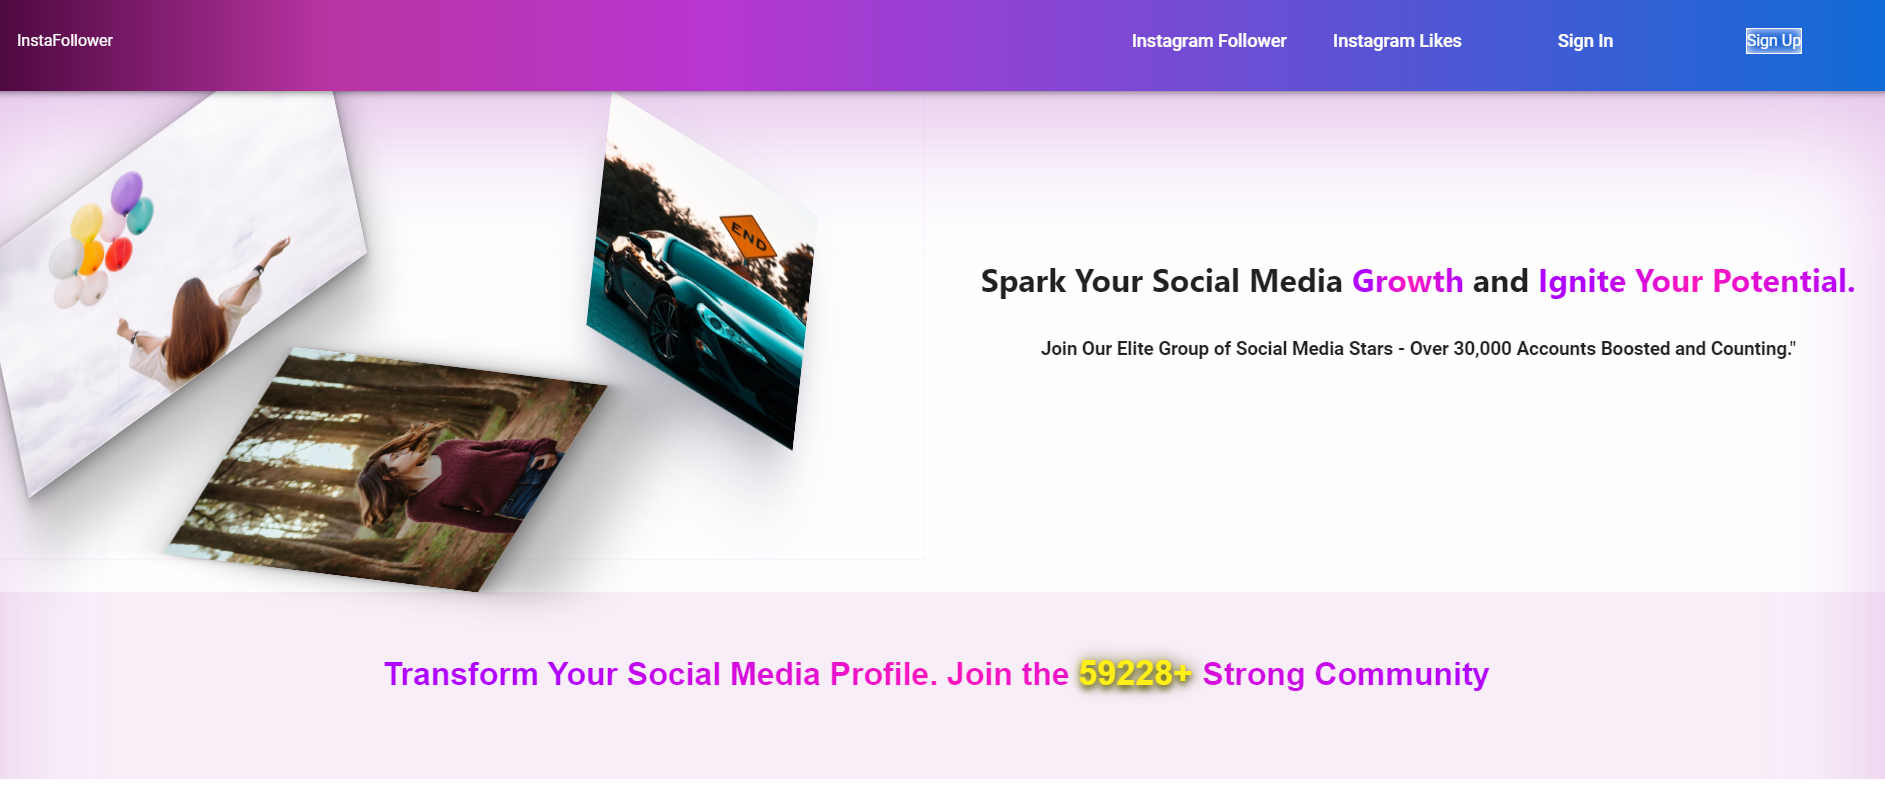 InstaFollower
Instagram Follower
Instagram Likes
Sign In
Sign Up
END
Spark Your Social Media Growth and Ignite Your Potential.
Join Our Elite Group of Social Media Stars - Over 30,000 Accounts Boosted and Counting."
Transform Your Social Media Profile. Join the 59228+ Strong Community